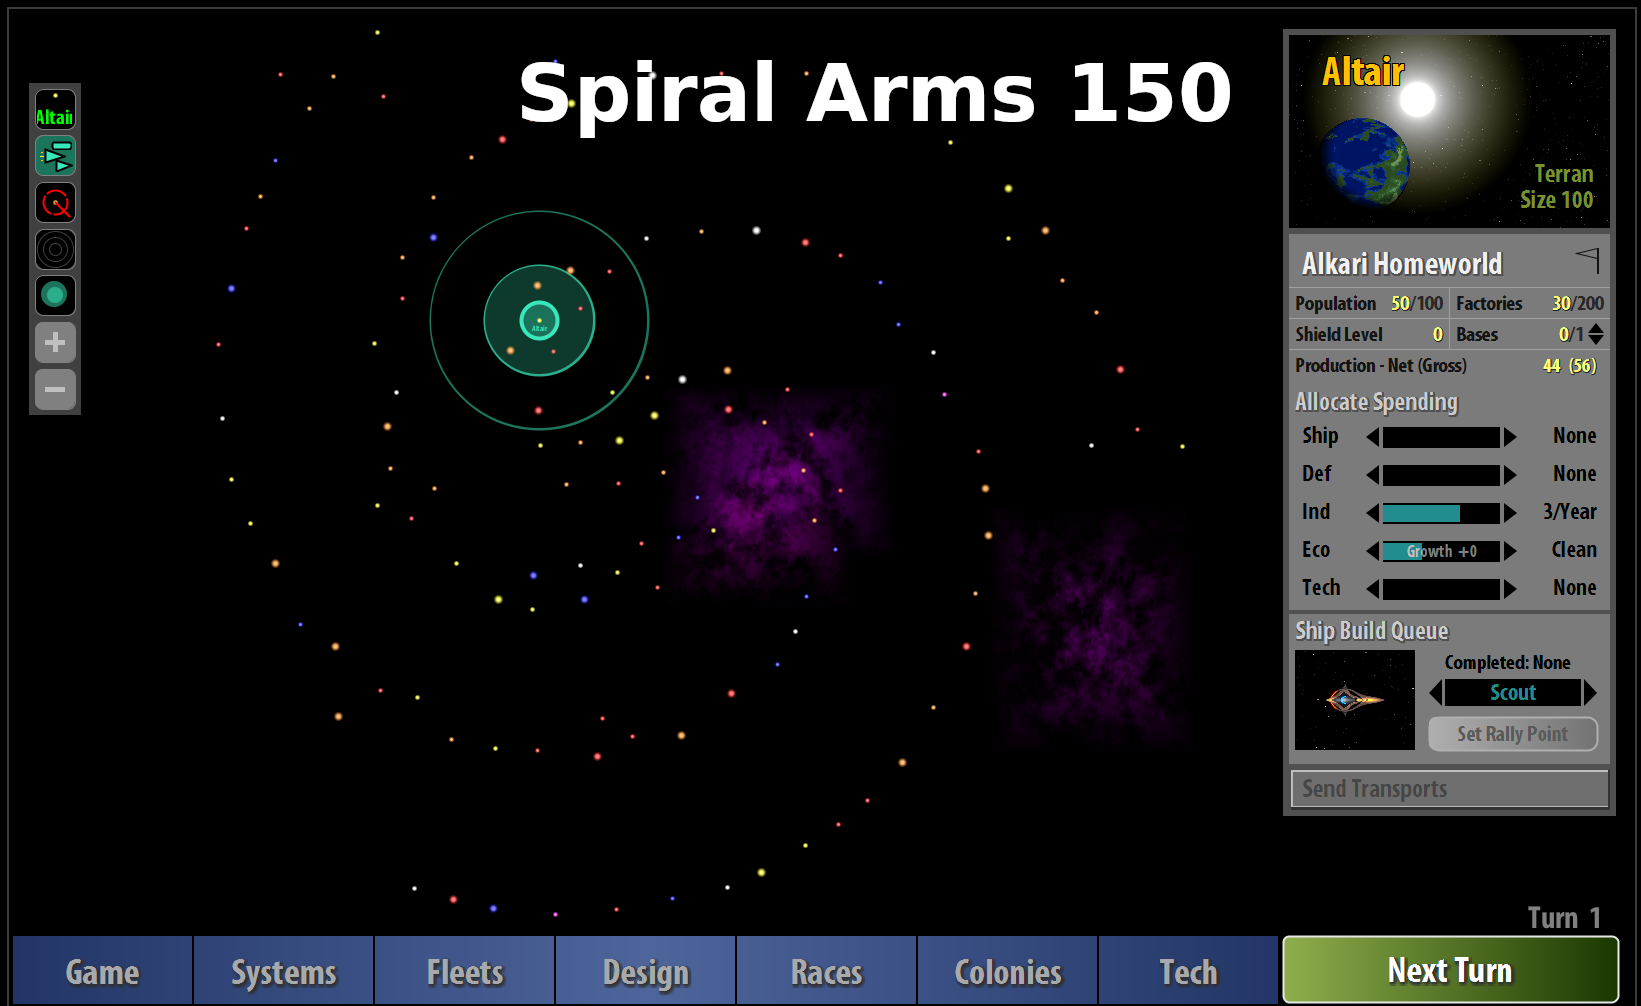 Spiral Arms 150
Altair
Altair
Altair
Terran
Size 100
Alkari Homeworld
Population 50/100 Factories 30/200
Shield Level 0 Bases 0/1
Production - Net (Gross) 44 (56)
Allocate Spending
Ship None
Def None
Ind 3/Year
Eco Growth +0 Clean
Tech None
Ship Build Queue
Completed: None
Scout
Set Rally Point
Send Transports
Turn 1
Game Systems Fleets Design Races Colonies Tech Next Turn